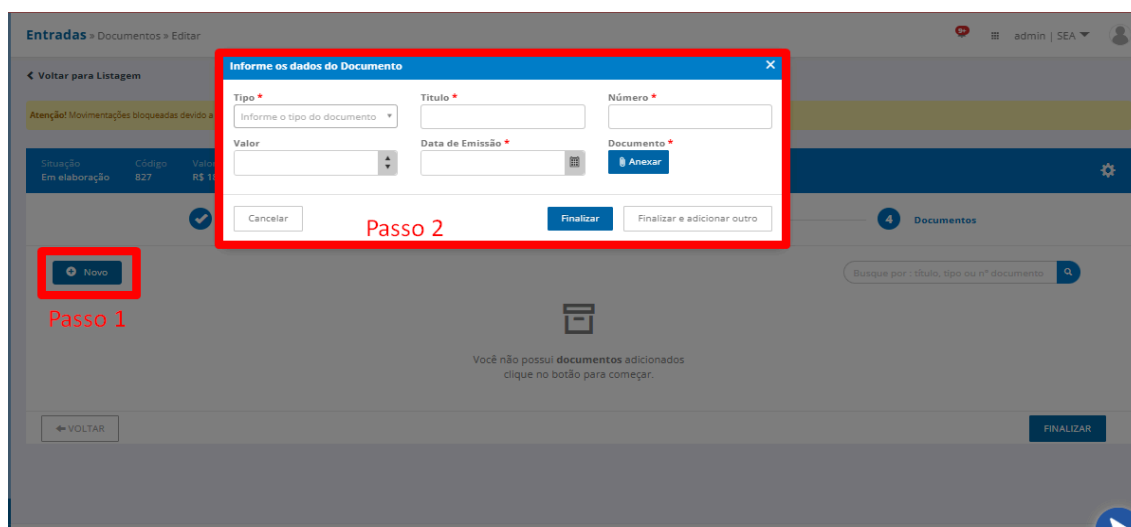 Entradas » Documentos » Editar
9+
admin | SEA
Voltar para Listagem
Informe os dados do Documento
Tipo *
Titulo *
Número *
Informe o tipo do documento
Atenção! Movimentações bloqueadas devido a
Valor
Data de Emissão *
Documento *
Anexar
Situação
Código
Em elaboração
827
Cancelar
Passo 2
Finalizar
Finalizar e adicionar outro
4
Documentos
Novo
Busque por : título, tipo ou nº documento
Passo 1
Você não possui documentos adicionados
clique no botão para começar.
VOLTAR
FINALIZAR